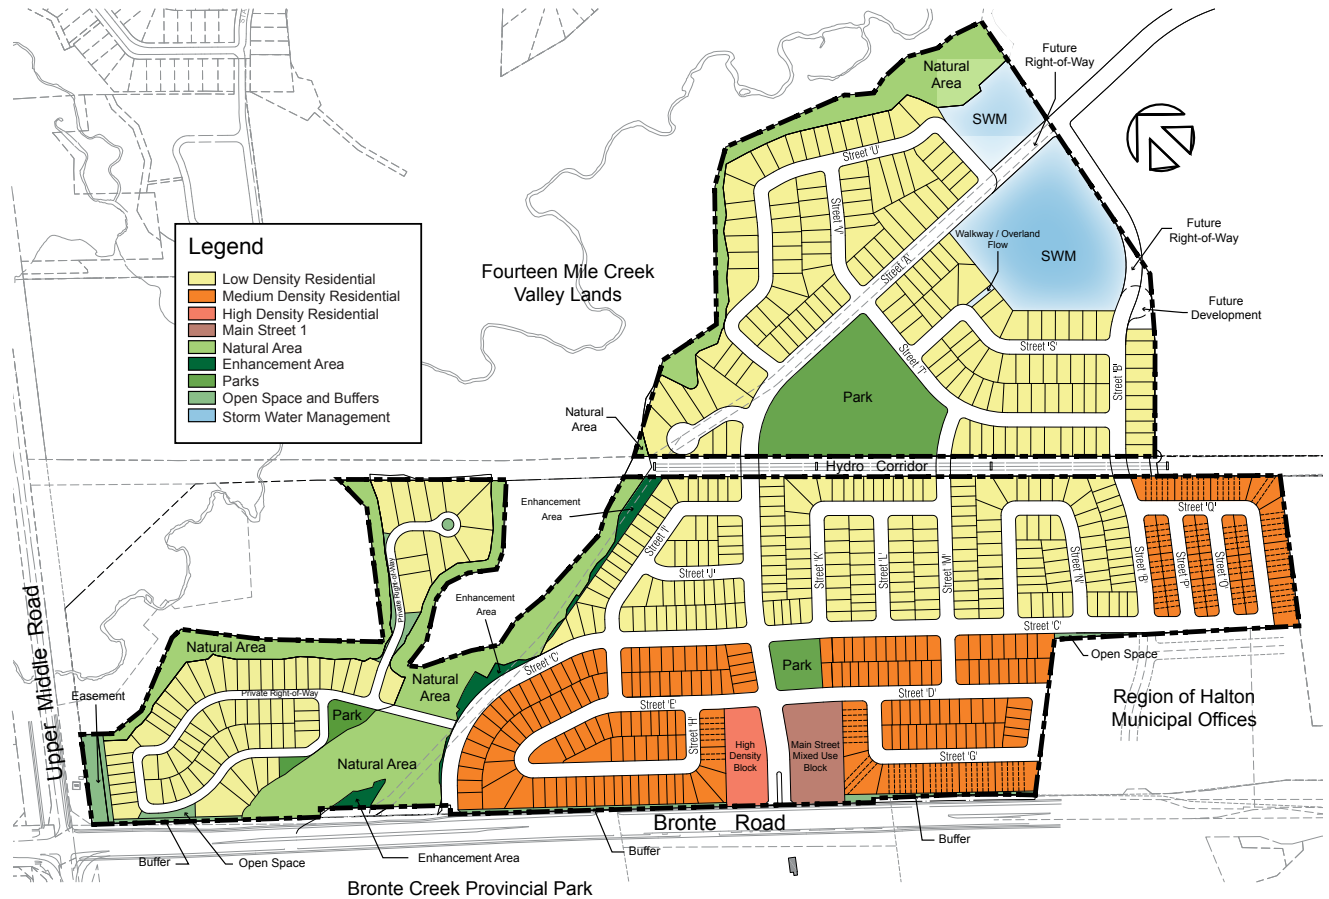 Natural
Area
Future
Right-of-Way
SWM
Street 'U'
Street 'V'
Walkway / Overland
Flow
Future
Right-of-Way
SWM
Legend
Low Density Residential
Medium Density Residential
High Density Residential
Main Street 1
Natural Area
Enhancement Area
Parks
Open Space and Buffers
Storm Water Management
Fourteen Mile Creek
Valley Lands
Street 'A'
Future
Development
Street 'S'
Street 'T'
Street 'B'
Park
Natural
Area
Hydro Corridor
Enhancement
Area
Street 'I'
Street 'Q'
Street 'J'
Street 'K'
Street 'L'
Street 'M'
Street 'N'
Street 'B'
Street 'P'
Street 'O'
Private Right-of-Way
Enhancement
Area
Street 'C'
Open Space
Upper Middle Road
Natural Area
Street 'C'
Park
Natural
Area
Easement
Private Right-of-Way
Street 'D'
Region of Halton
Municipal Offices
Park
Street 'E'
Street 'H'
High
Density
Block
Main Street
Mixed Use
Block
Street 'G'
Natural Area
Bronte Road
Buffer
Open Space
Enhancement Area
Buffer
Buffer
Bronte Creek Provincial Park